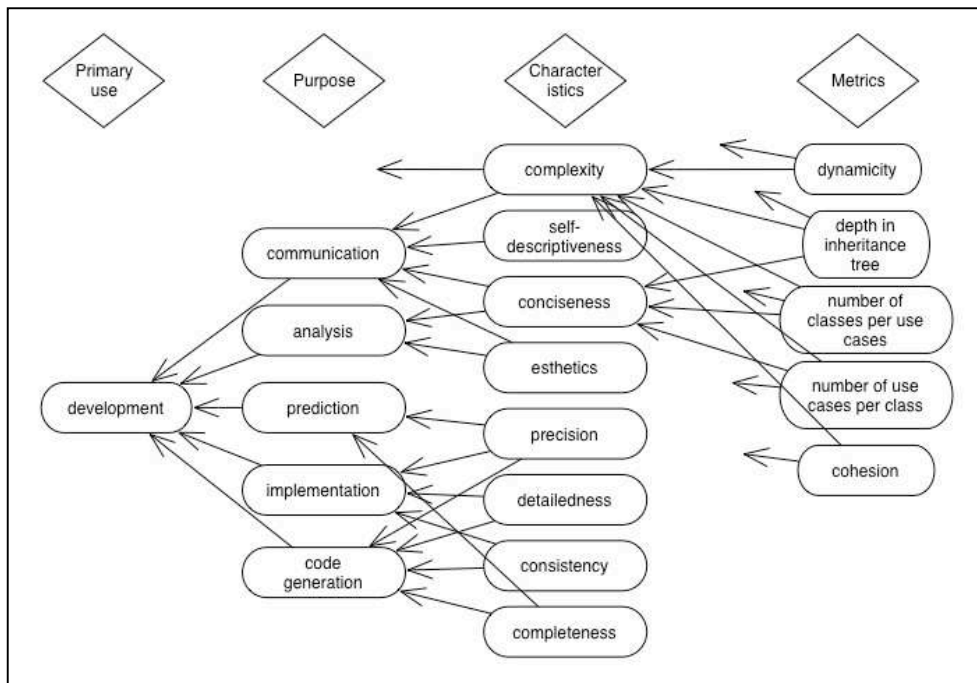 Primary
use
Purpose
Character
istics
Metrics
complexity
dynamicity
self-
descriptiveness
depth in
inheritance
tree
communication
conciseness
number of
classes per use
cases
analysis
esthetics
number of use
cases per class
development
prediction
precision
cohesion
implementation
detailedness
code
generation
consistency
completeness